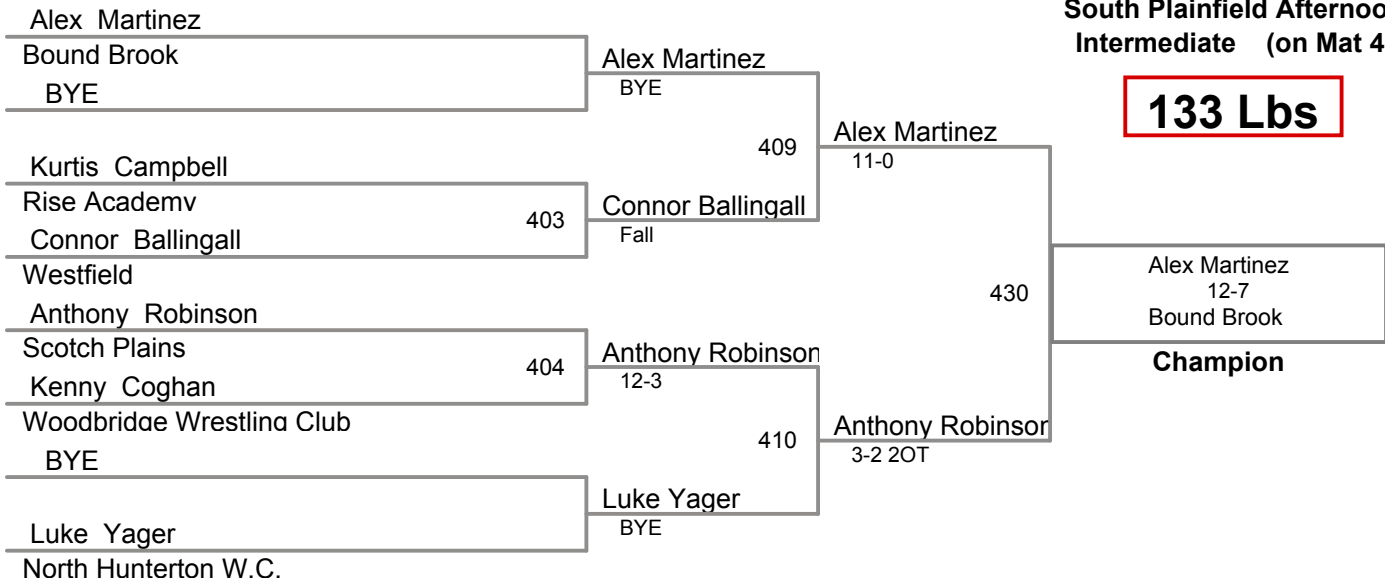 South Plainfield Afternoo
Intermediate (on Mat 4
133 Lbs
Alex Martinez
Bound Brook
BYE
Kurtis Campbell
Rise Academy
Connor Ballingall
Westfield
Anthony Robinson
Scotch Plains
Kenny Coghan
Woodbridge Wrestling Club
BYE
Luke Yager
North Hunterton W.C.
403
404
Alex Martinez
BYE
Connor Ballingall
Fall
Anthony Robinson
12-3
Luke Yager
BYE
409
410
Alex Martinez
11-0
Anthony Robinson
3-2 2OT
430
Alex Martinez
12-7
Bound Brook
Champion